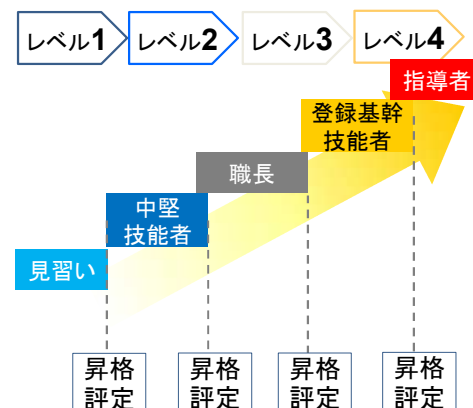 レベル1
レベル2
レベル3
レベル4
指導者
登録基幹
技能者
職長
中堅
技能者
見習い
昇格
評定
昇格
評定
昇格
評定
昇格
評定